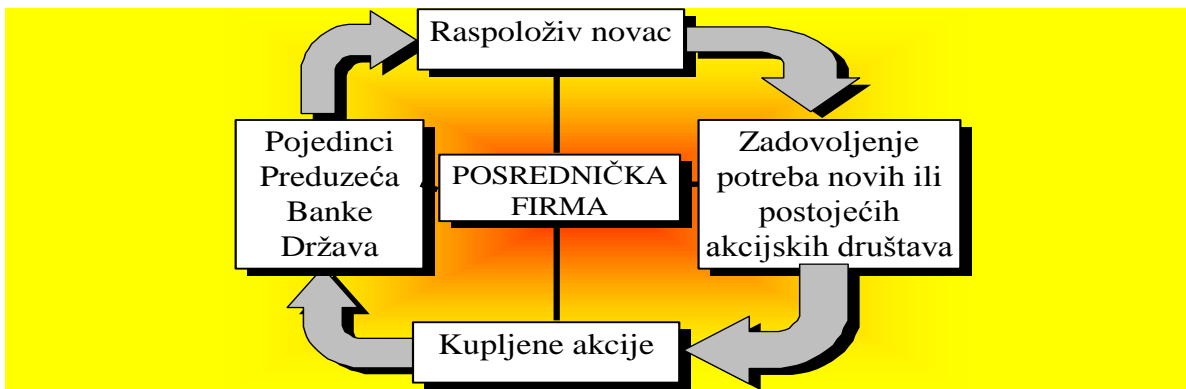 Raspoloživ novac
Pojedinci
Preduzeća
Banke
Država
POSREDNIČKA
FIRMA
Zadovoljenje
potreba novih ili
postojećih
akcijskih društava
Kupljene akcije